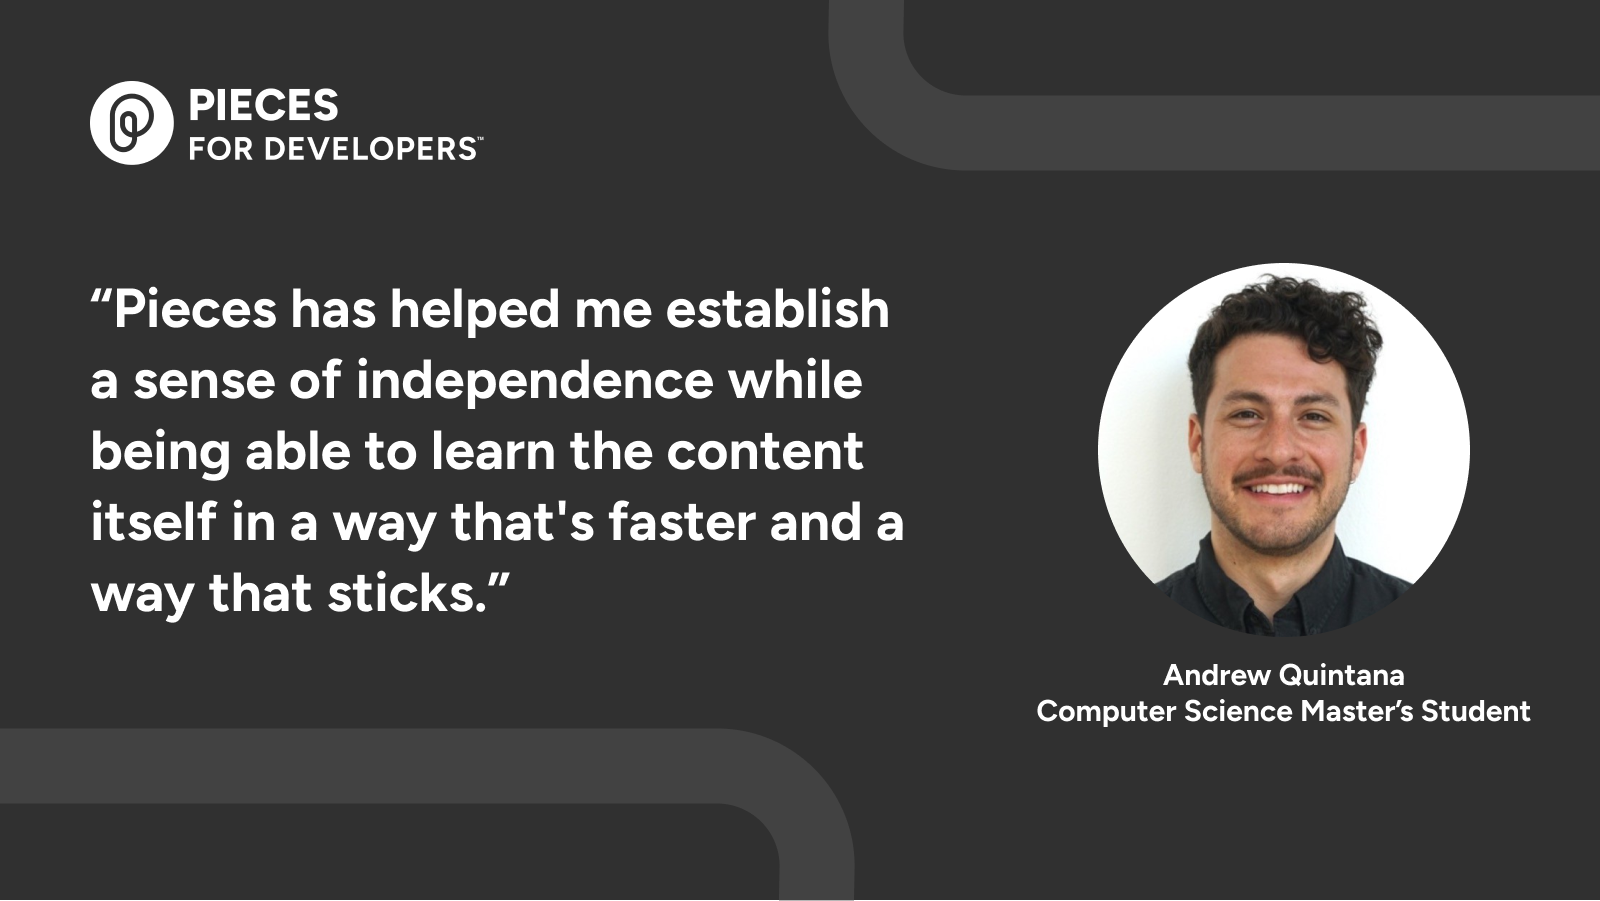 PIECES
FOR DEVELOPERS™
“Pieces has helped me establish
a sense of independence while
being able to learn the content
itself in a way that's faster and a
way that sticks.”
Andrew Quintana
Computer Science Master’s Student